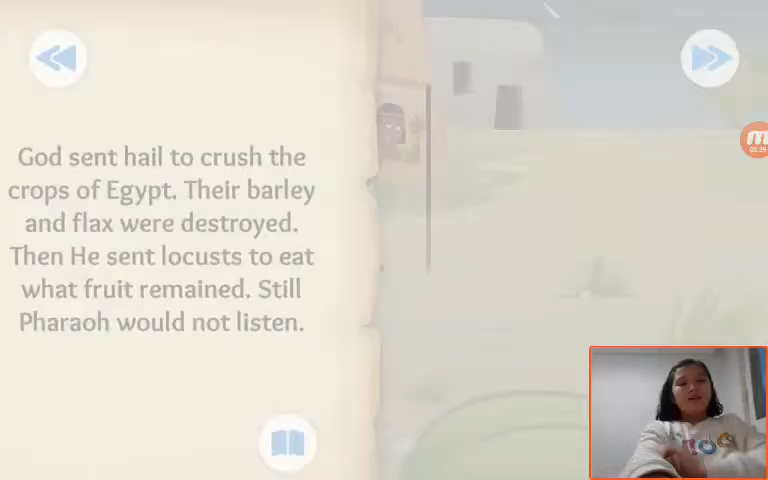 God sent hail to crush the
crops of Egypt. Their barley
and flax were destroyed.
Then He sent locusts to eat
what fruit remained. Still
Pharaoh would not listen.